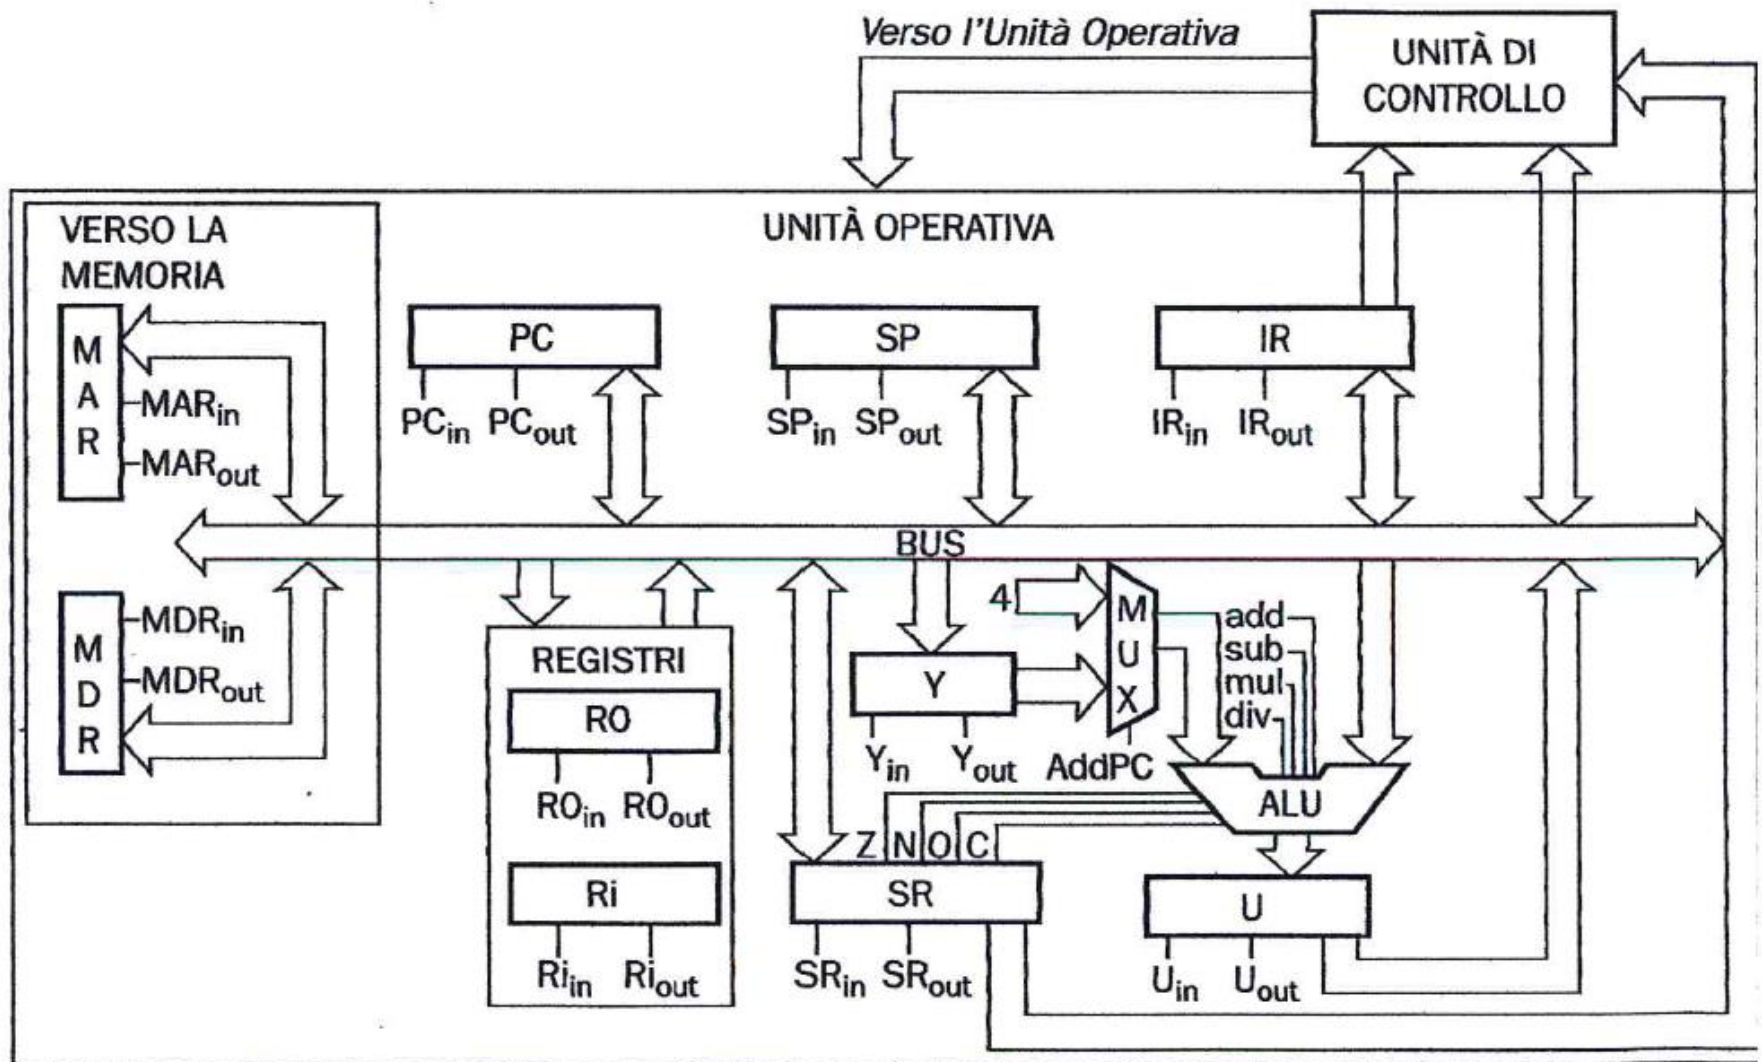 Verso l'Unità Operativa
UNITÀ DI
CONTROLLO
VERSO LA
MEMORIA
UNITÀ OPERATIVA
M
A
R
MARin
MARout
PC
PCin PCout
SP
SPin SPout
IR
IRin IRout
BUS
M
D
R
MDRin
MDRout
REGISTRI
RO
ROin ROout
Ri
Riin Riout
4
Y
Yin Yout
M
U
X
AddPC
add
sub
mul
div
ALU
Z N O C
SR
SRin SRout
U
Uin Uout